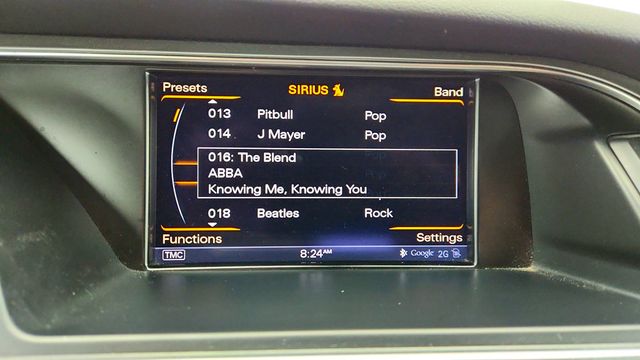 Presets SIRIUS Band
013 Pitbull Pop
014 J Mayer Pop
016: The Blend
ABBA
Knowing Me, Knowing You
018 Beatles Rock
Functions Settings
TMC 8:24AM Google 2G